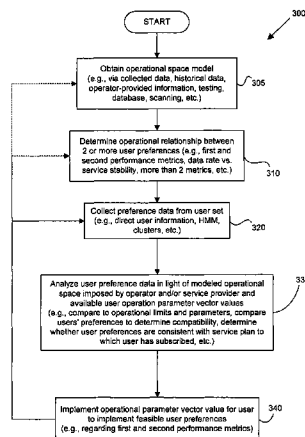 START
300
Obtain operational space model
(e.g., via collected data, historical data,
operator-provided information, testing,
database, scanning, etc.)
305
Determine operational relationship between
2 or more user preferences (e.g., first and
second performance metrics, data rate vs.
service stability, more than 2 metrics, etc.)
310
Collect preference data from user set
(e.g., direct user information, HMM,
clusters, etc.)
320
Analyze user preference data in light of modeled operational
space imposed by operator and/or service provider and
available user operation parameter vector values
(e.g., compare to operational limits and parameters, compare
users' preferences to determine compatibility, determine
whether user preferences are consistent with service plan to
which user has subscribed, etc.)
33
Implement operational parameter vector value for user
to implement feasible user preferences
(e.g., regarding first and second performance metrics)
340